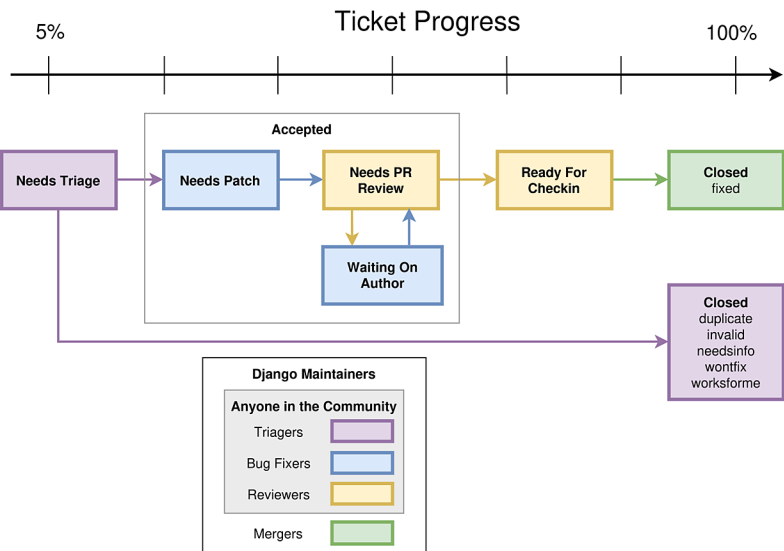 Ticket Progress
5%
100%
Accepted
Needs Triage
Needs Patch
Needs PR
Review
Ready For
Checkin
Closed
fixed
Waiting On
Author
Closed
duplicate
invalid
needsinfo
wontfix
worksforme
Django Maintainers
Anyone in the Community
Triagers
Bug Fixers
Reviewers
Mergers